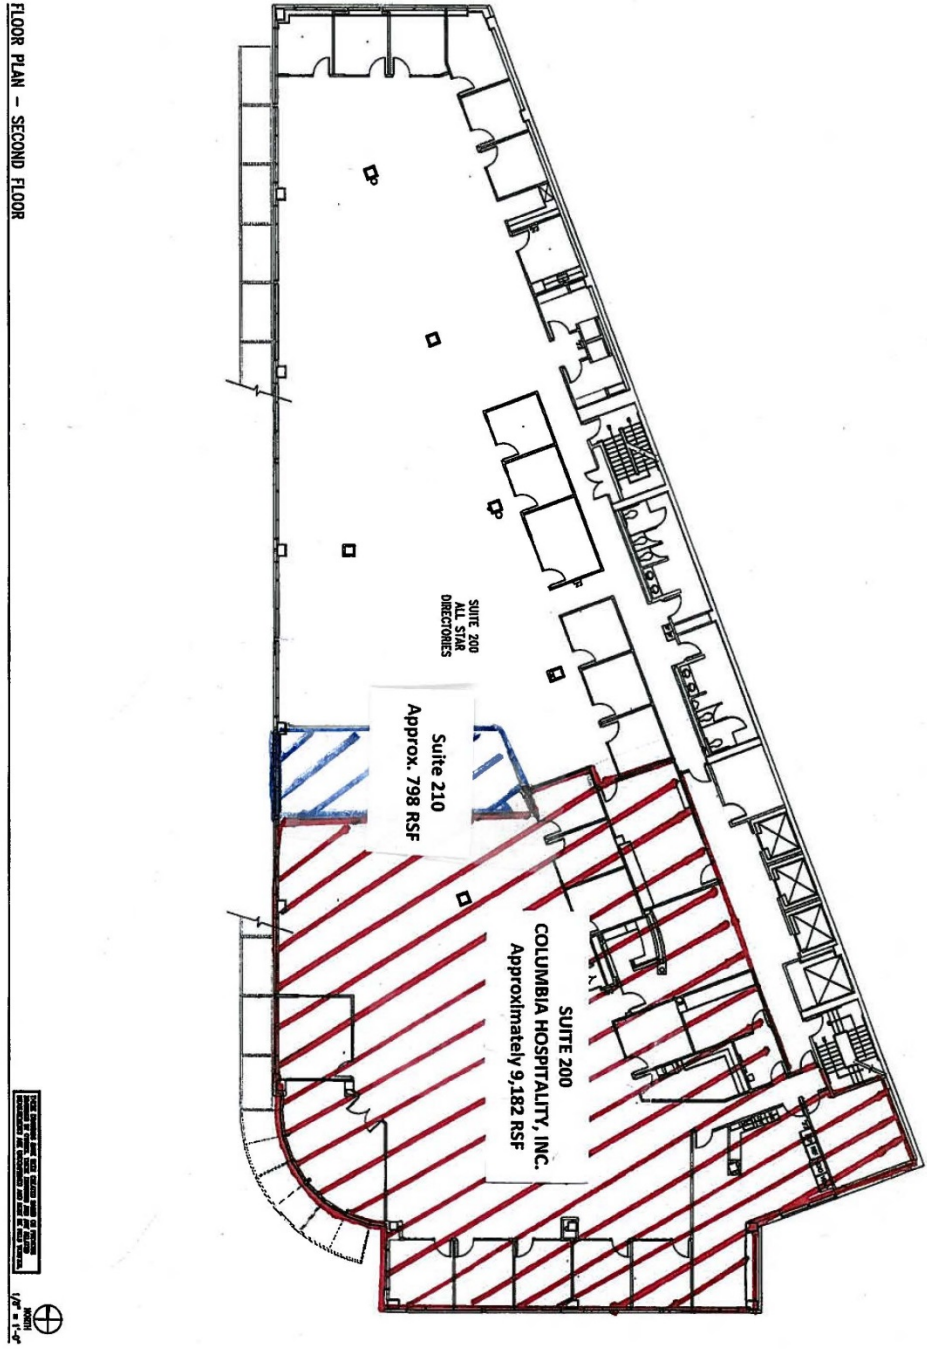 FLOOR PLAN - SECOND FLOOR
SUITE 200
ALL STAR
DIRECTORIES
Suite 210
Approx. 798 RSF
SUITE 200
COLUMBIA HOSPITALITY, INC.
Approximately 9,182 RSF
NORTH
1/8" = 1'-0"